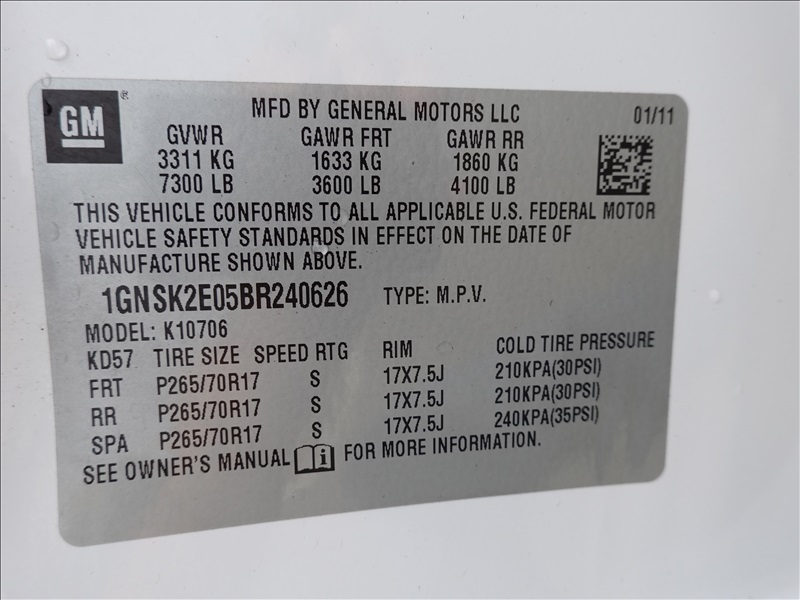 GM ®
MFD BY GENERAL MOTORS LLC 01/11
GVWR GAWR FRT GAWR RR
3311 KG 1633 KG 1860 KG
7300 LB 3600 LB 4100 LB
THIS VEHICLE CONFORMS TO ALL APPLICABLE U.S. FEDERAL MOTOR
VEHICLE SAFETY STANDARDS IN EFFECT ON THE DATE OF
MANUFACTURE SHOWN ABOVE.
1GNSK2E05BR240626 TYPE: M.P.V.
MODEL: K10706
KD57 TIRE SIZE SPEED RTG RIM COLD TIRE PRESSURE
FRT P265/70R17 S 17X7.5J 210KPA(30PSI)
RR P265/70R17 S 17X7.5J 210KPA(30PSI)
SPA P265/70R17 S 17X7.5J 240KPA(35PSI)
SEE OWNER'S MANUAL i FOR MORE INFORMATION.